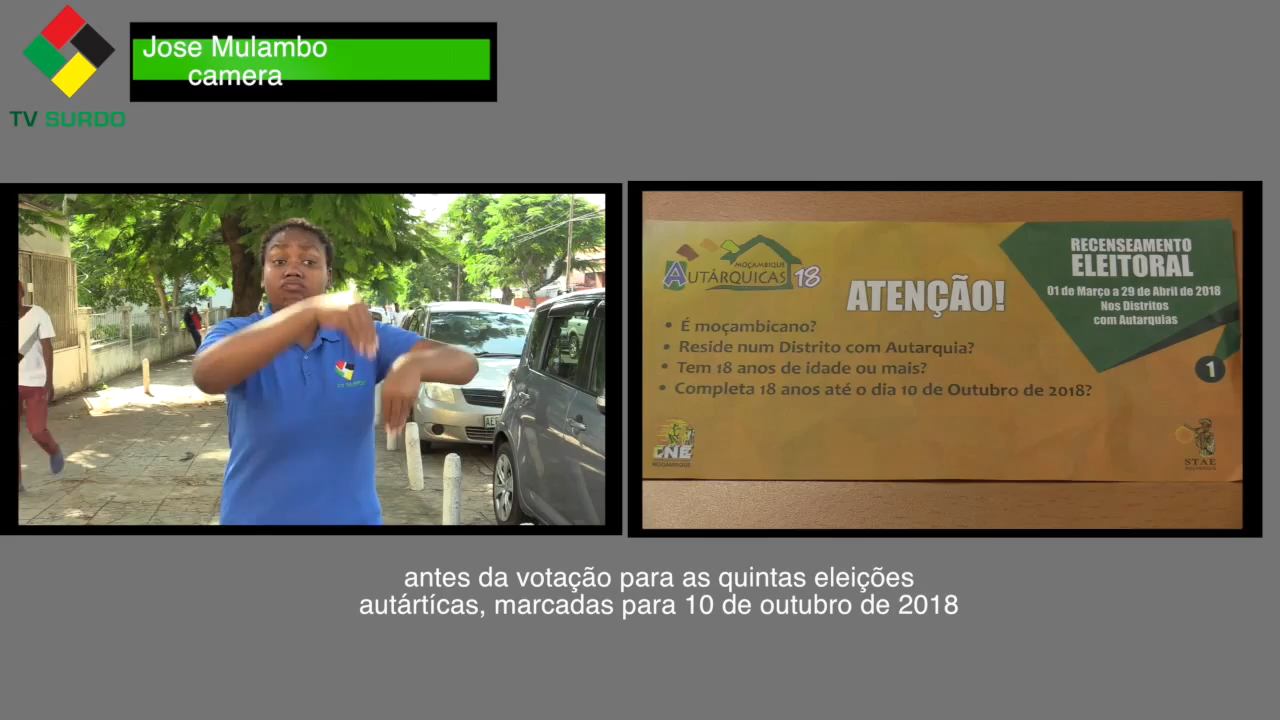 Jose Mulambo
camera
TV SURDO
TV SURDO
MOÇAMBIQUE
AUTÁRQUICAS 18
ATENÇÃO!
RECENSEAMENTO
ELEITORAL
01 de Março a 29 de Abril de 2018
Nos Distritos
com Autarquias
• É moçambicano?
• Reside num Distrito com Autarquia?
• Tem 18 anos de idade ou mais?
• Completa 18 anos até o dia 10 de Outubro de 2018?
1
CNE
MOÇAMBIQUE
STAE
antes da votação para as quintas eleições
autártícas, marcadas para 10 de outubro de 2018